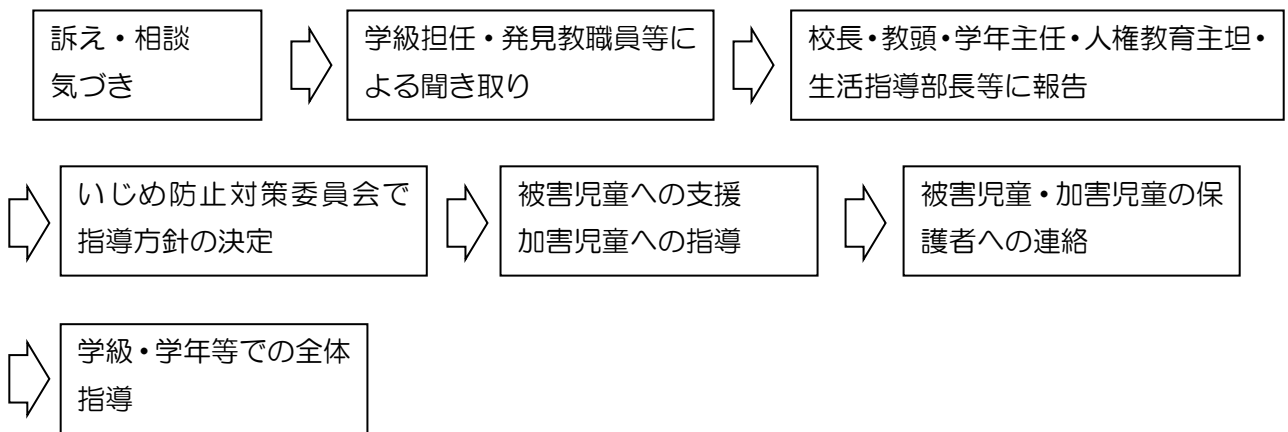 訴え・相談
気づき
学級担任・発見教職員等に
よる聞き取り
校長・教頭・学年主任・人権教育主坦・
生活指導部長等に報告
いじめ防止対策委員会で
指導方針の決定
被害児童への支援
加害児童への指導
被害児童・加害児童の保
護者への連絡
学級・学年等での全体
指導